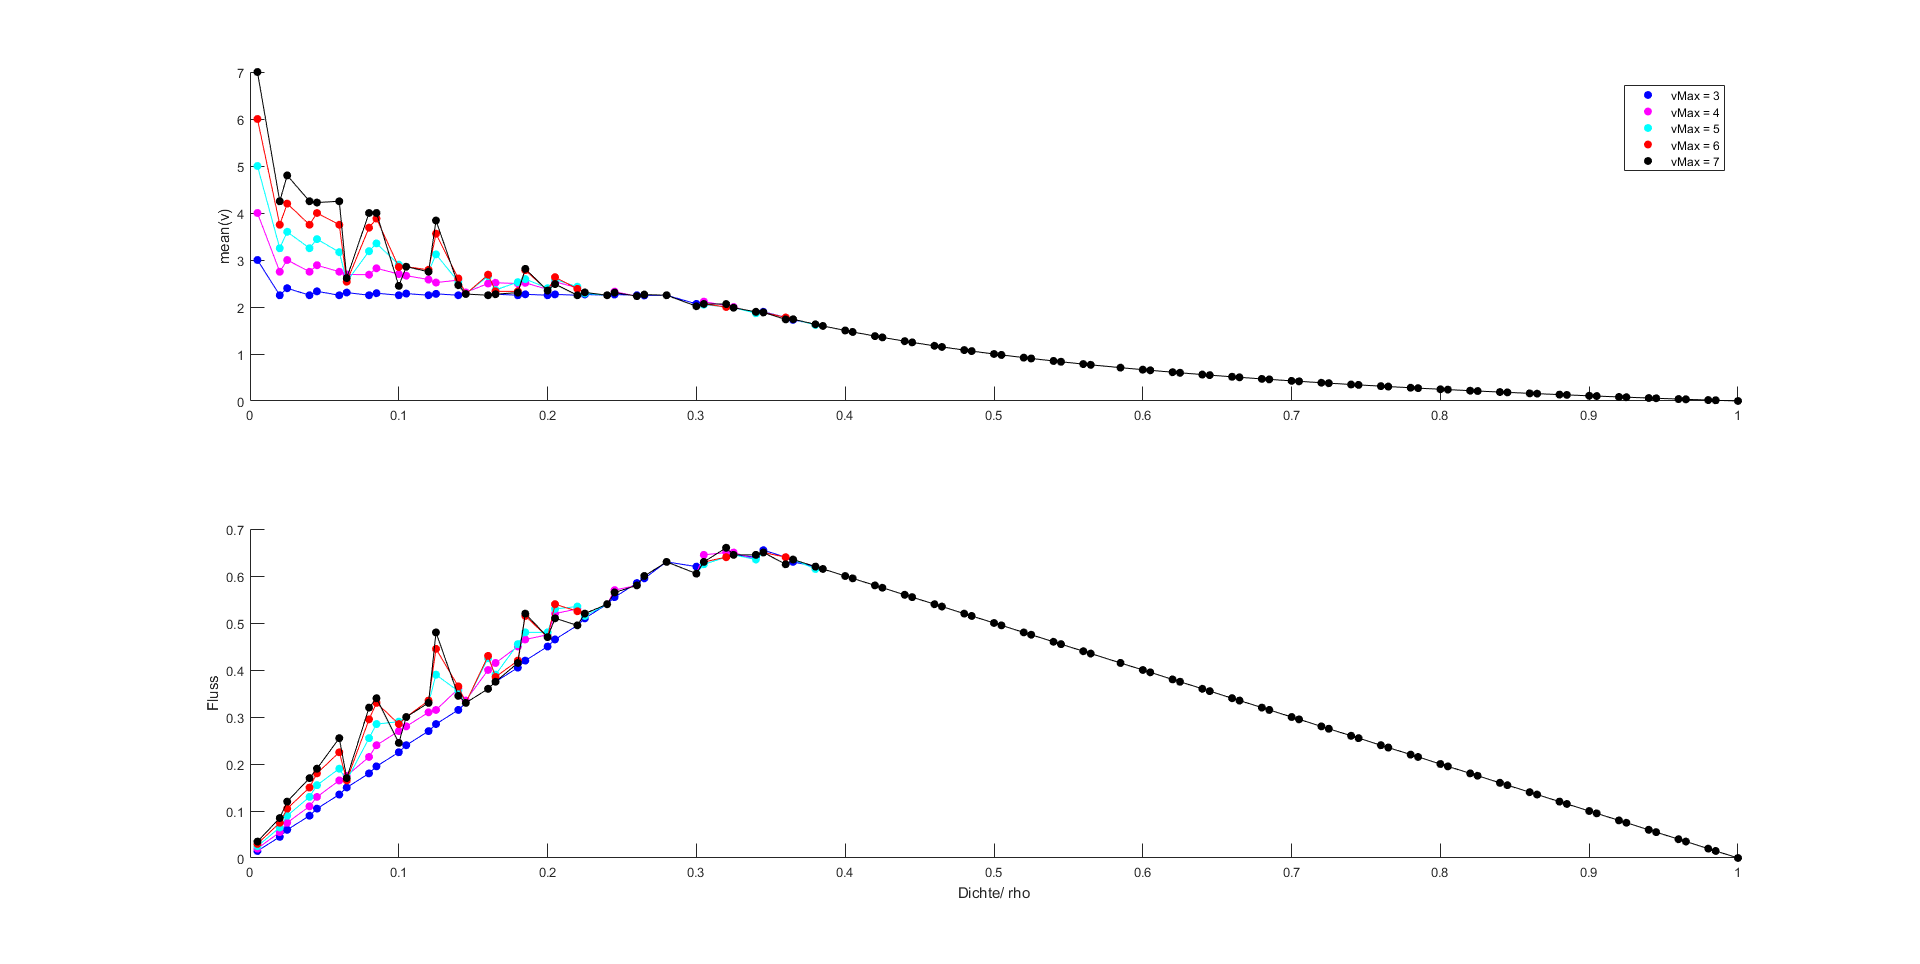 7
6
5
4
3
2
1
0
mean(v)
0 0.1 0.2 0.3 0.4 0.5 0.6 0.7 0.8 0.9 1
vMax = 3
vMax = 4
vMax = 5
vMax = 6
vMax = 7
0.7
0.6
0.5
0.4
0.3
0.2
0.1
0
Fluss
0 0.1 0.2 0.3 0.4 0.5 0.6 0.7 0.8 0.9 1
Dichte/ rho